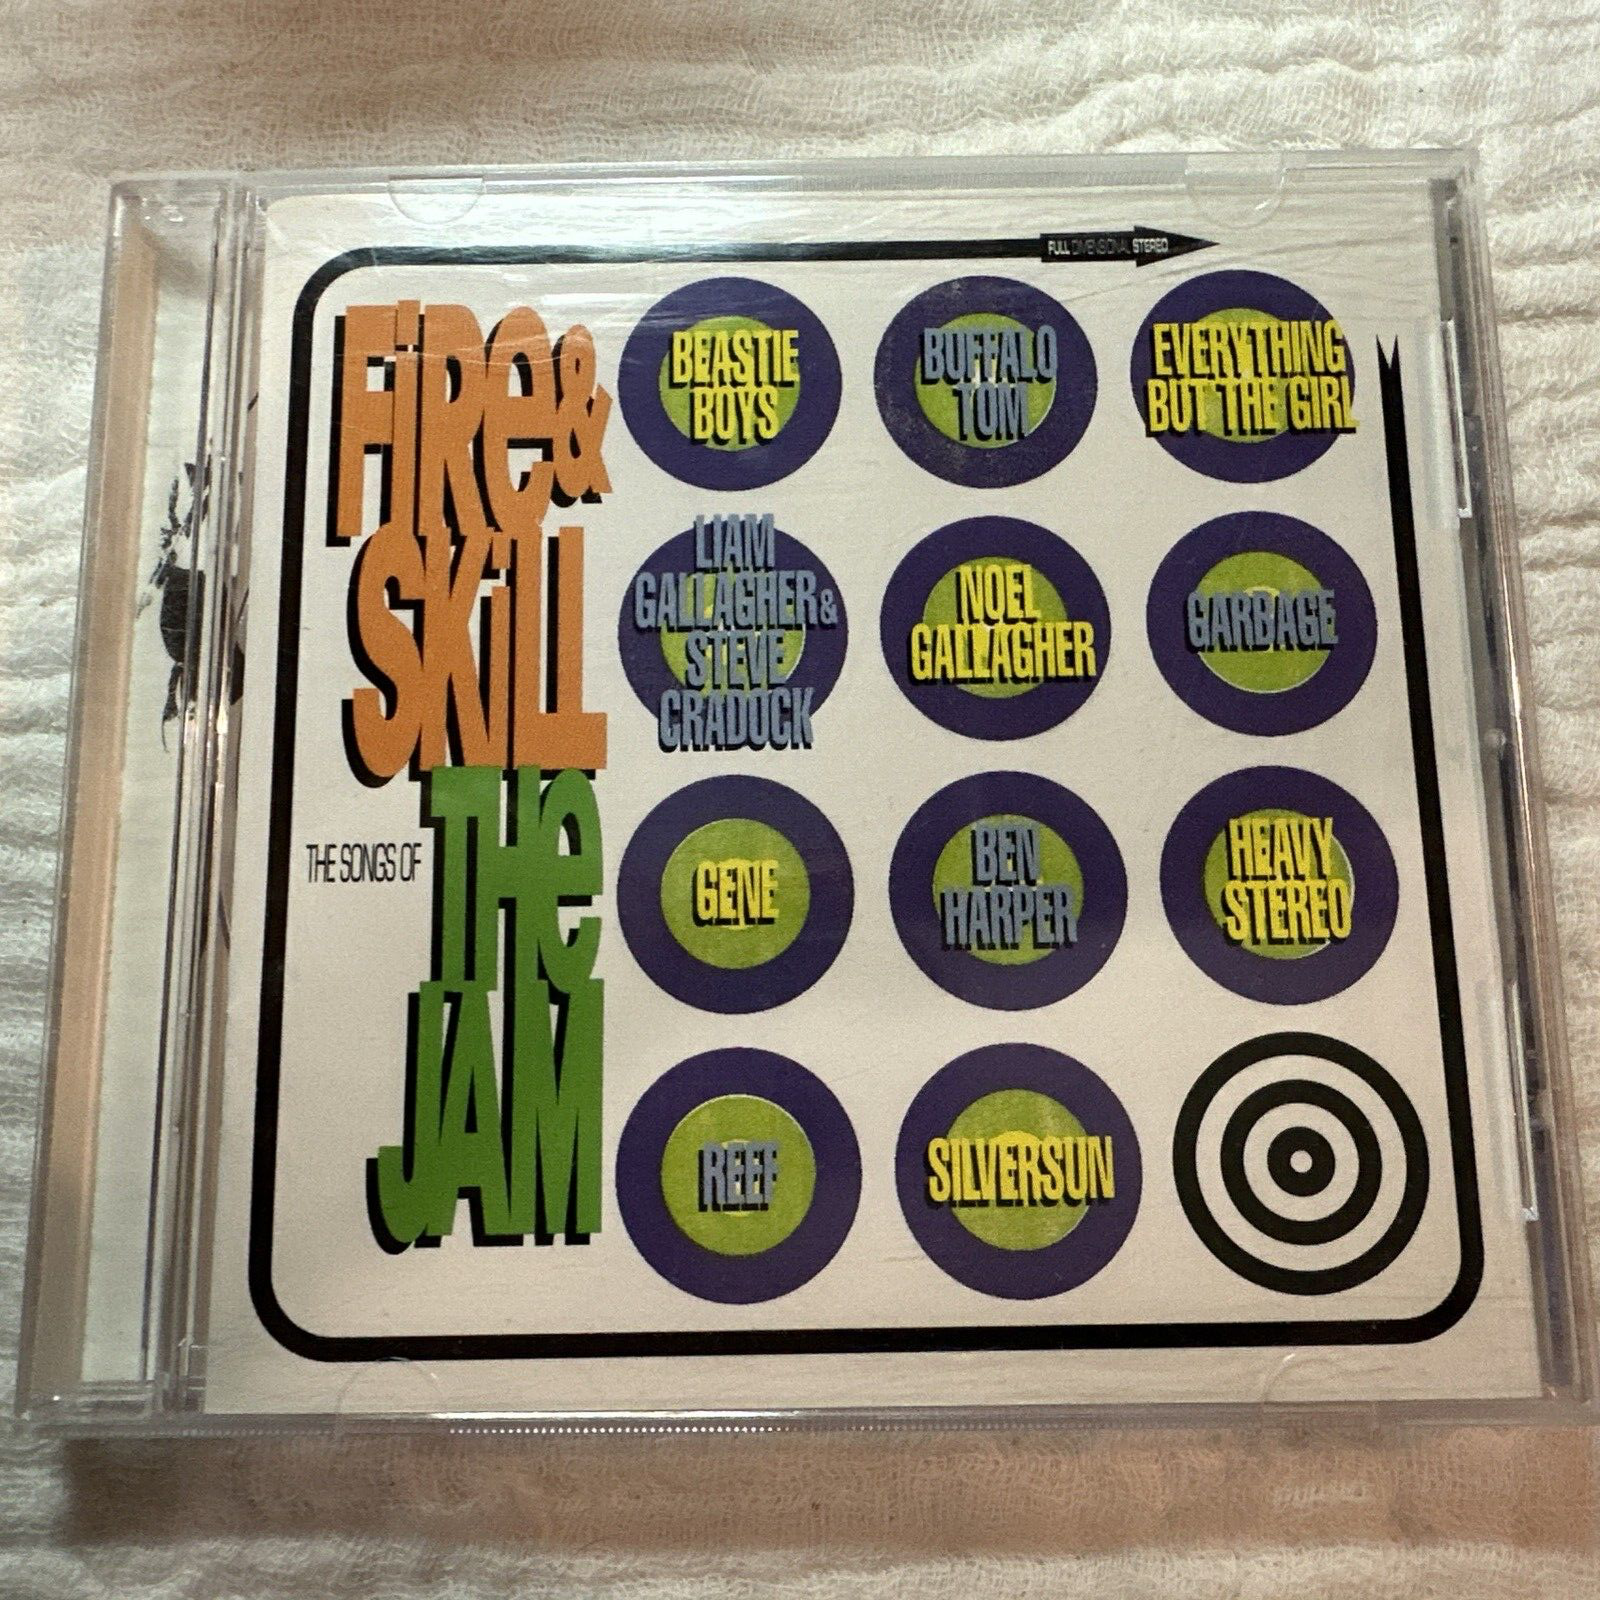 FULL DIMENSIONAL STEREO
FiRe &
SKiLL
THE SONGS OF
THe
JAM
BEASTIE
BOYS
BUFFALO
TOM
EVERYTHING
BUT THE GIRL
LIAM
GALLAGHER &
STEVE
CRADOCK
NOEL
GALLAGHER
GARBAGE
GENE
BEN
HARPER
HEAVY
STEREO
REEF
SILVERSUN